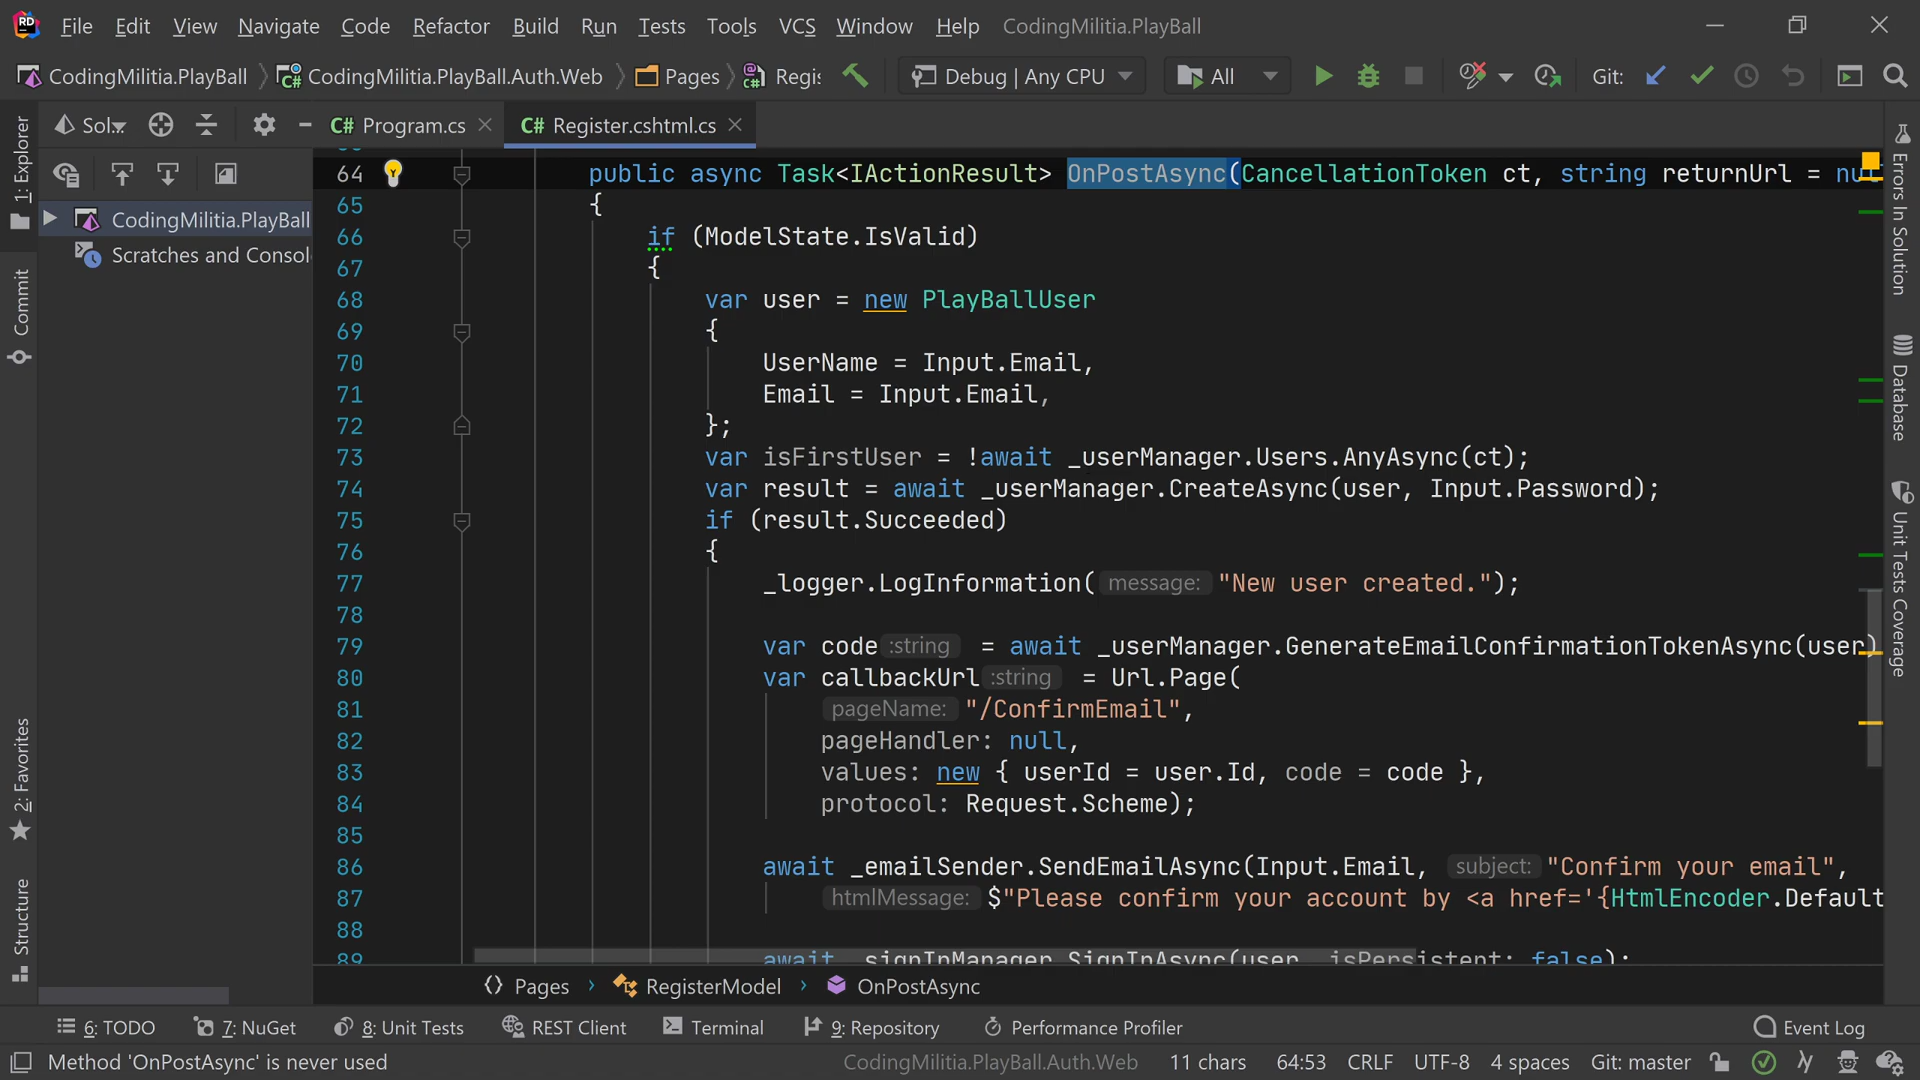 RD File Edit View Navigate Code Refactor Build Run Tests Tools VCS Window Help CodingMilitia.PlayBall
CodingMilitia.PlayBall CodingMilitia.PlayBall.Auth.Web Pages Regis Debug | Any CPU All Git:
Sol C# Program.cs C# Register.cshtml.cs
1: Explorer
Commit
2: Favorites
Structure
CodingMilitia.PlayBall
Scratches and Consol
64 public async Task<IActionResult> OnPostAsync(CancellationToken ct, string returnUrl = nul
65 {
66 if (ModelState.IsValid)
67 {
68 var user = new PlayBallUser
69 {
70 UserName = Input.Email,
71 Email = Input.Email,
72 };
73 var isFirstUser = !await _userManager.Users.AnyAsync(ct);
74 var result = await _userManager.CreateAsync(user, Input.Password);
75 if (result.Succeeded)
76 {
77 _logger.LogInformation( message: "New user created.");
78
79 var code :string = await _userManager.GenerateEmailConfirmationTokenAsync(user)
80 var callbackUrl :string = Url.Page(
81 pageName: "/ConfirmEmail",
82 pageHandler: null,
83 values: new { userId = user.Id, code = code },
84 protocol: Request.Scheme);
85
86 await _emailSender.SendEmailAsync(Input.Email, subject: "Confirm your email",
87 htmlMessage: $"Please confirm your account by <a href='{HtmlEncoder.Default
88
89 await _signInManager.SignInAsync(user, isPersistent: false);
Errors In Solution
Database
Unit Tests Coverage
Pages RegisterModel OnPostAsync
6: TODO 7: NuGet 8: Unit Tests REST Client Terminal 9: Repository Performance Profiler Event Log
Method 'OnPostAsync' is never used CodingMilitia.PlayBall.Auth.Web 11 chars 64:53 CRLF UTF-8 4 spaces Git: master